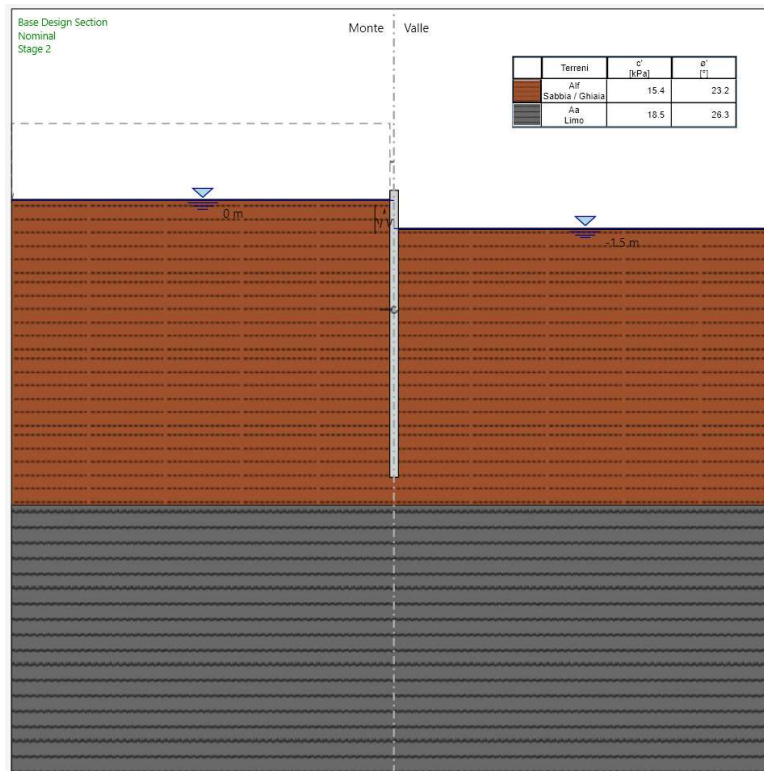 Base Design Section
Nominal
Stage 2
Monte
Valle
Terreni
c'
[kPa]
ø'
[°]
Alf
Sabbia / Ghiaia
15.4
23.2
Aa
Limo
18.5
26.3
0 m
-1.5 m